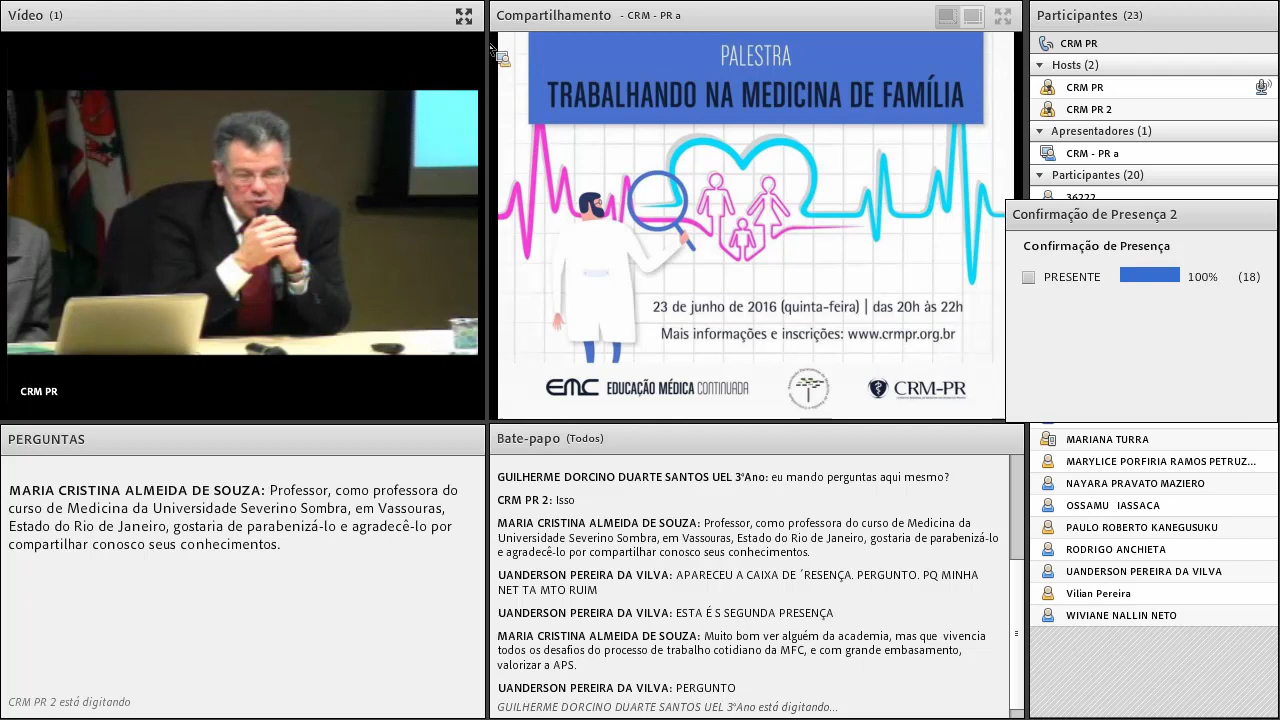 Vídeo (1)
CRM PR
Compartilhamento - CRM - PR a
PALESTRA
TRABALHANDO NA MEDICINA DE FAMÍLIA
23 de junho de 2016 (quinta-feira) | das 20h às 22h
Mais informações e inscrições: www.crmpr.org.br
EMC EDUCAÇÃO MÉDICA CONTINUADA
CRM-PR
Participantes (23)
CRM PR
Hosts (2)
CRM PR
CRM PR 2
Apresentadores (1)
CRM - PR a
Participantes (20)
36222
Confirmação de Presença 2
Confirmação de Presença
PRESENTE 100% (18)
MARIANA TURRA
MARYLICE PORFIRIA RAMOS PETRUZ...
NAYARA PRAVATO MAZIERO
OSSAMU IASSACA
PAULO ROBERTO KANEGUSUKU
RODRIGO ANCHIETA
UANDERSON PEREIRA DA VILVA
Vilian Pereira
WIVIANE NALLIN NETO
PERGUNTAS
MARIA CRISTINA ALMEIDA DE SOUZA: Professor, como professora do
curso de Medicina da Universidade Severino Sombra, em Vassouras,
Estado do Rio de Janeiro, gostaria de parabenizá-lo e agradecê-lo por
compartilhar conosco seus conhecimentos.
CRM PR 2 está digitando
Bate-papo (Todos)
GUILHERME DORCINO DUARTE SANTOS UEL 3ºAno: eu mando perguntas aqui mesmo?
CRM PR 2: Isso
MARIA CRISTINA ALMEIDA DE SOUZA: Professor, como professora do curso de Medicina da
Universidade Severino Sombra, em Vassouras, Estado do Rio de Janeiro, gostaria de parabenizá-lo
e agradecê-lo por compartilhar conosco seus conhecimentos.
UANDERSON PEREIRA DA VILVA: APARECEU A CAIXA DE ´RESENÇA. PERGUNTO. PQ MINHA
NET TA MTO RUIM
UANDERSON PEREIRA DA VILVA: ESTA É S SEGUNDA PRESENÇA
MARIA CRISTINA ALMEIDA DE SOUZA: Muito bom ver alguém da academia, mas que vivencia
todos os desafios do processo de trabalho cotidiano da MFC, e com grande embasamento,
valorizar a APS.
UANDERSON PEREIRA DA VILVA: PERGUNTO
GUILHERME DORCINO DUARTE SANTOS UEL 3ºAno está digitando...